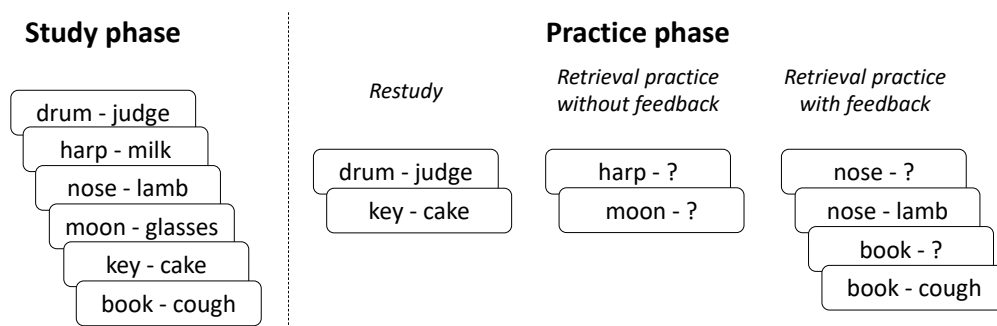 Study phase
drum - judge
harp - milk
nose - lamb
moon - glasses
key - cake
book - cough
Practice phase
Restudy
drum - judge
key - cake
Retrieval practice
without feedback
harp - ?
moon - ?
Retrieval practice
with feedback
nose - ?
nose - lamb
book - ?
book - cough